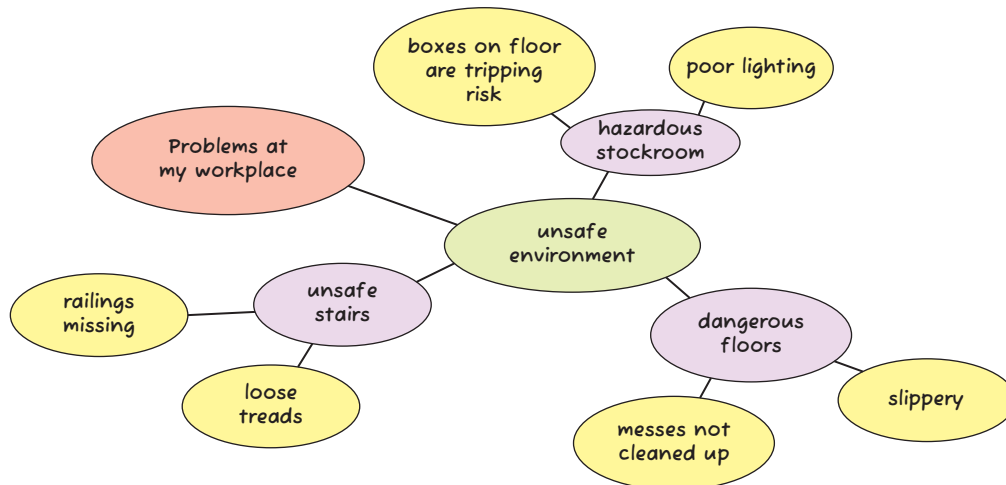 boxes on floor
are tripping
risk
poor lighting
hazardous
stockroom
Problems at
my workplace
unsafe
environment
unsafe
stairs
railings
missing
loose
treads
dangerous
floors
slippery
messes not
cleaned up